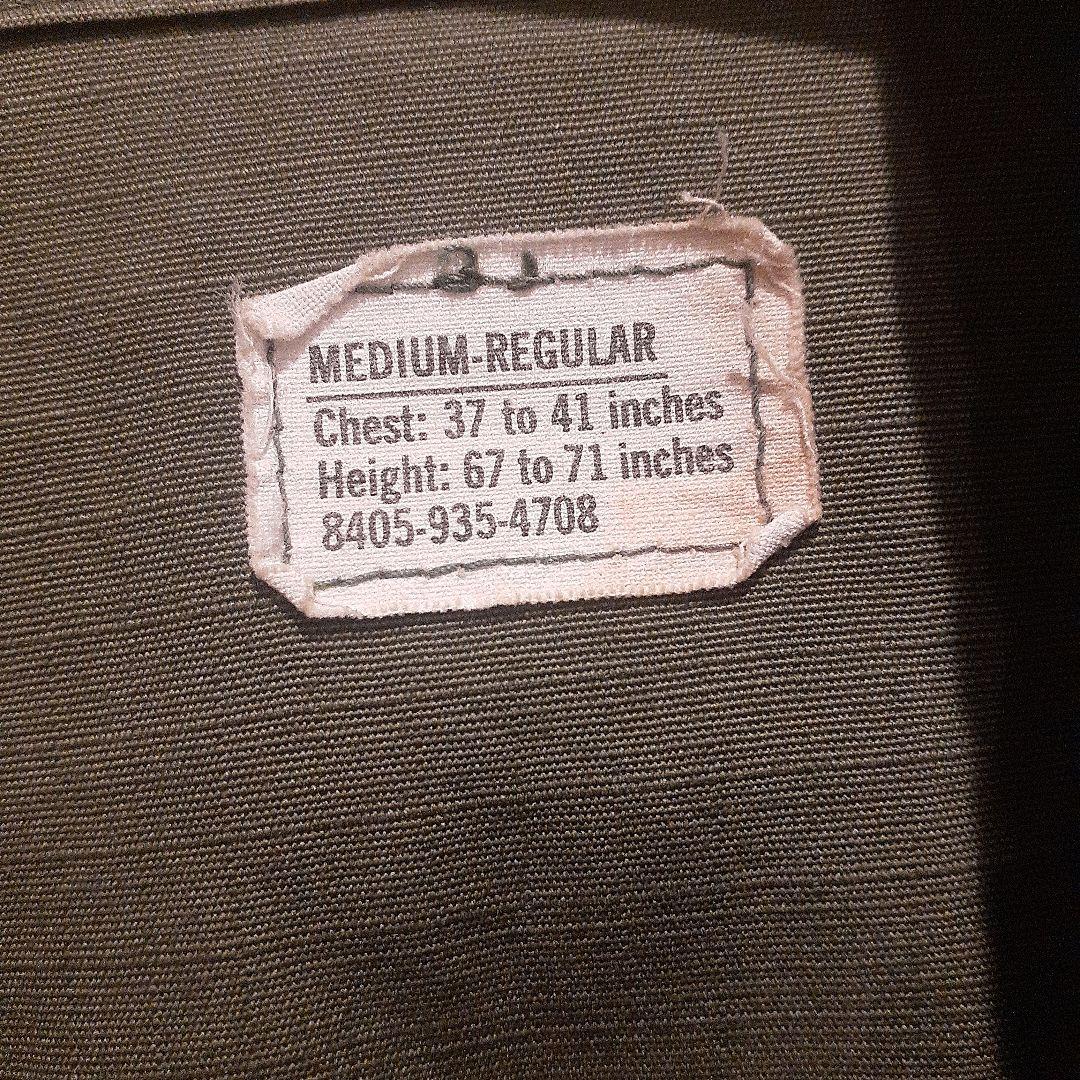 MEDIUM-REGULAR
Chest: 37 to 41 inches
Height: 67 to 71 inches
8405-935-4708